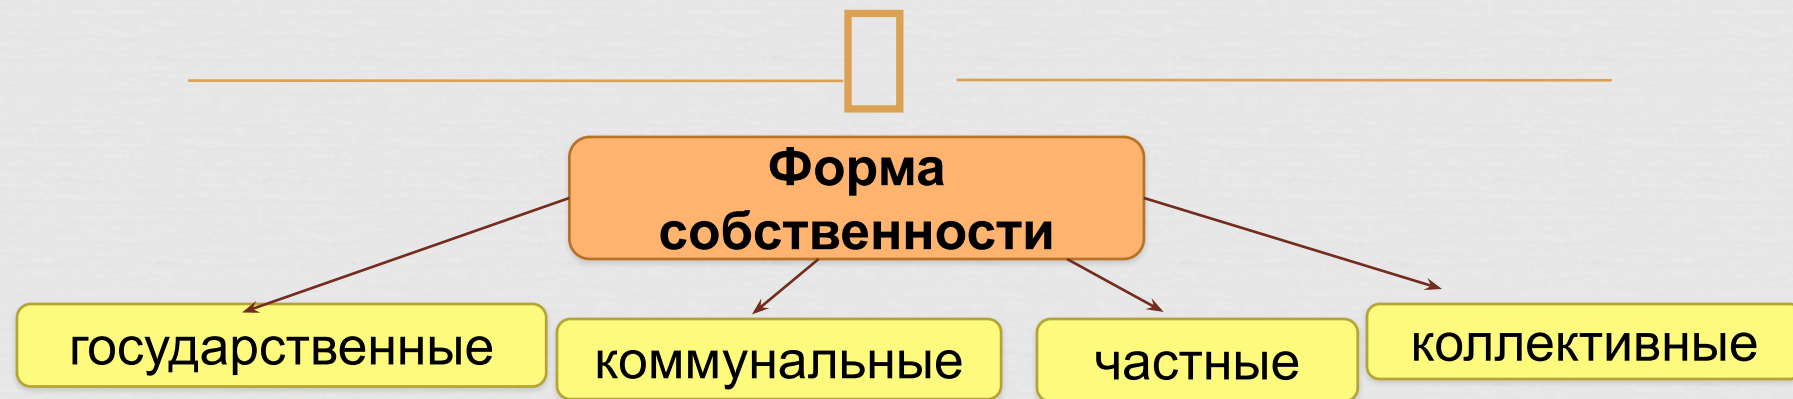 Форма
собственности
государственные
коммунальные
частные
коллективные